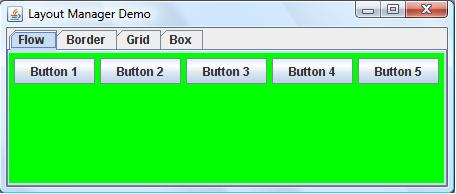 Layout Manager Demo
Flow Border Grid Box
Button 1 Button 2 Button 3 Button 4 Button 5